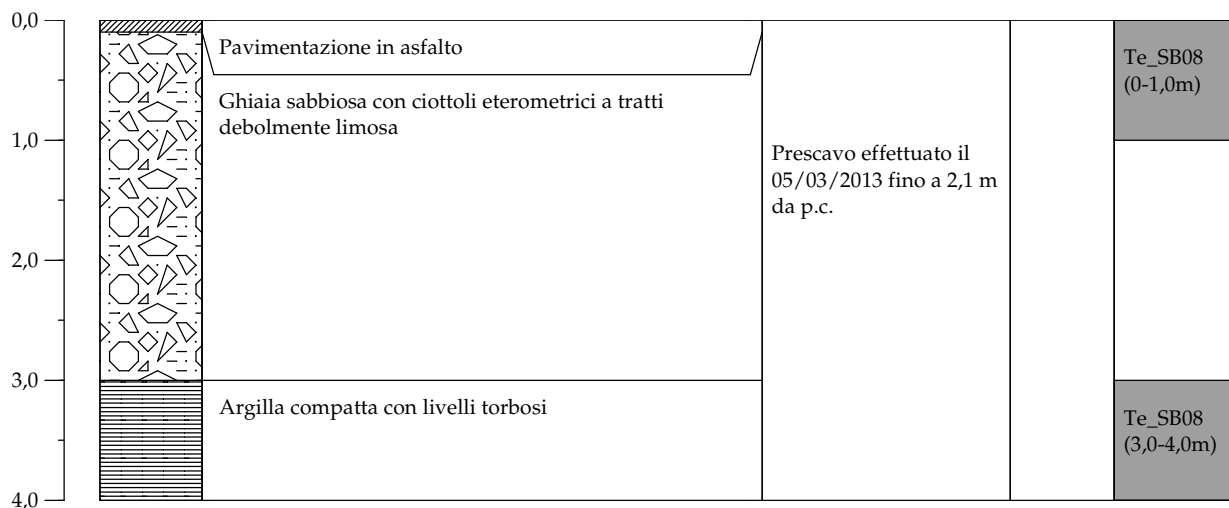 0,0
1,0
2,0
3,0
4,0
Pavimentazione in asfalto
Ghiaia sabbiosa con ciottoli eterometrici a tratti
debolmente limosa
Argilla compatta con livelli torbosi
Prescavo effettuato il
05/03/2013 fino a 2,1 m
da p.c.
Te_SB08
(0-1,0m)
Te_SB08
(3,0-4,0m)